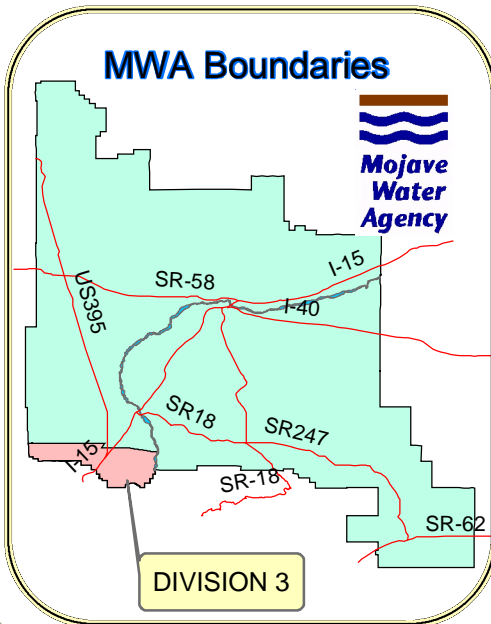 MWA Boundaries
Mojave
Water
Agency
I-15
SR-58
US395
I-40
SR18
SR247
I-15
SR-18
SR-62
DIVISION 3